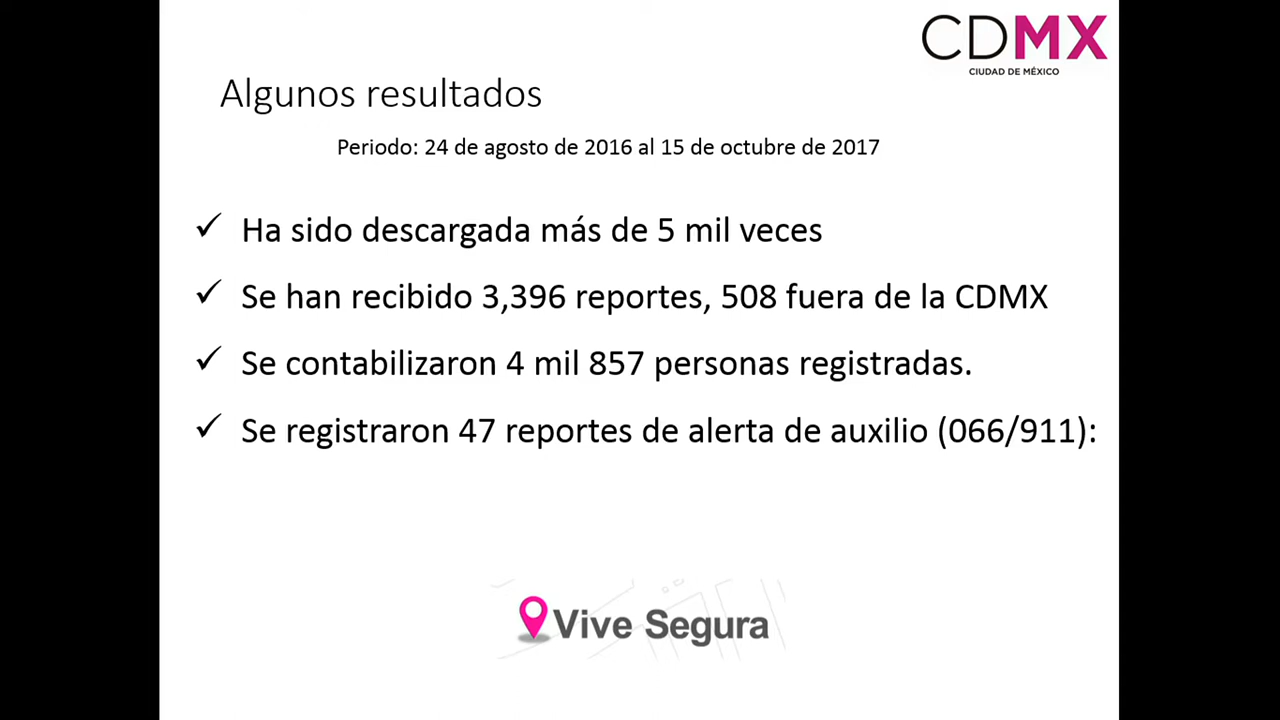 CDMX
CIUDAD DE MÉXICO
Algunos resultados
Periodo: 24 de agosto de 2016 al 15 de octubre de 2017
✓ Ha sido descargada más de 5 mil veces
✓ Se han recibido 3,396 reportes, 508 fuera de la CDMX
✓ Se contabilizaron 4 mil 857 personas registradas.
✓ Se registraron 47 reportes de alerta de auxilio (066/911):
Vive Segura